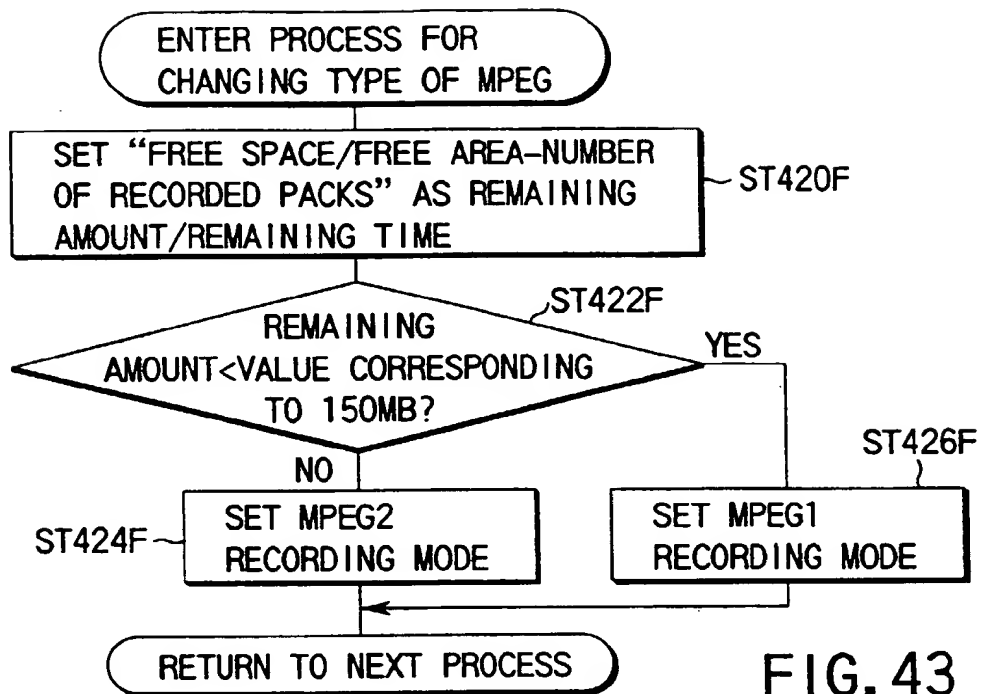 ENTER PROCESS FOR
CHANGING TYPE OF MPEG
SET “FREE SPACE/FREE AREA-NUMBER
OF RECORDED PACKS” AS REMAINING
AMOUNT/REMAINING TIME
ST420F
ST422F
REMAINING
AMOUNT<VALUE CORRESPONDING
TO 150MB?
YES
NO
ST426F
ST424F
SET MPEG2
RECORDING MODE
SET MPEG1
RECORDING MODE
RETURN TO NEXT PROCESS
FIG. 43